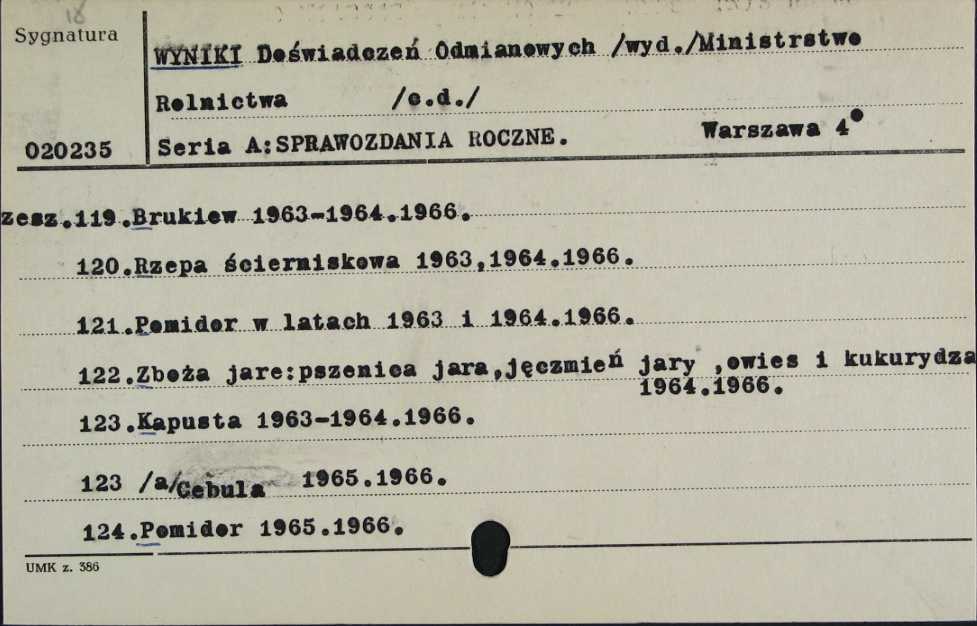 18
Sygnatura
WYNIKI Doświadczeń Odmianowych /wyd./Ministrstwo
Rolnictwa /c.d./
020235
Seria A:SPRAWOZDANIA ROCZNE. Warszawa 4°
zesz.119.Brukiew 1963-1964.1966.
120.Rzepa ścierniskowa 1963,1964.1966.
121.Pomidor w latach 1963 i 1964.1966.
122.Zboża jare:pszenica jara,jęczmień jary ,owies i kukurydza
1964.1966.
123.Kapusta 1963-1964.1966.
123 /a/Cebula 1965.1966.
124.Pomidor 1965.1966.
UMK z. 386